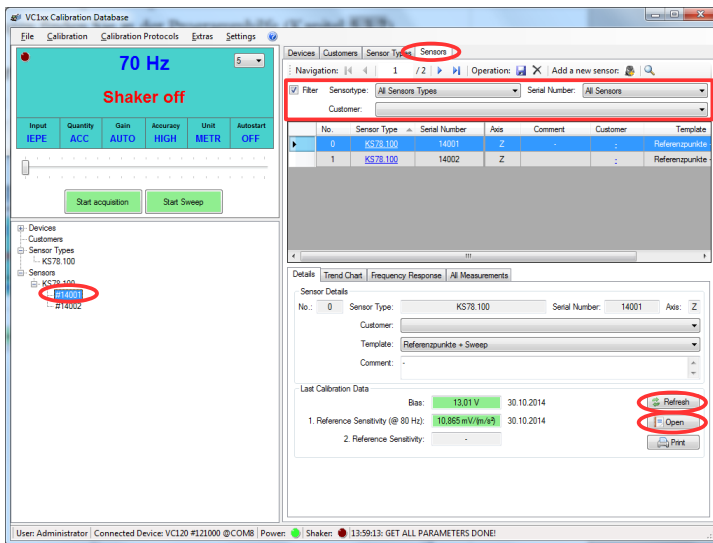 VC1xx Calibration Database
File Calibration Calibration Protocols Extras Settings
70 Hz
5
Shaker off
Input Quantity Gain Accuracy Unit Autostart
IEPE ACC AUTO HIGH METR OFF
Start acquisition Start Sweep
Devices
Customers
Sensor Types
KS78.100
Sensors
KS78.100
#14001
#14002
Devices Customers Sensor Types Sensors
Navigation: 1 / 2 Operation: Add a new sensor:
Filter Sensortype: All Sensors Types Serial Number: All Sensors
Customer:
No. Sensor Type Serial Number Axis Comment Customer Template
0 KS78.100 14001 Z - - Referenzpunkte -
1 KS78.100 14002 Z - Referenzpunkte -
Details Trend Chart Frequency Response All Measurements
Sensor Details
No.: 0 Sensor Type: KS78.100 Serial Number: 14001 Axis: Z
Customer:
Template: Referenzpunkte + Sweep
Comment: -
Last Calibration Data
Bias: 13,01 V 30.10.2014 Refresh
1. Reference Sensitivity (@ 80 Hz): 10,865 mV/(m/s²) 30.10.2014 Open
2. Reference Sensitivity: - Print
User: Administrator Connected Device: VC120 #121000 @COM8 Power: Shaker: 13:59:13: GET ALL PARAMETERS DONE!